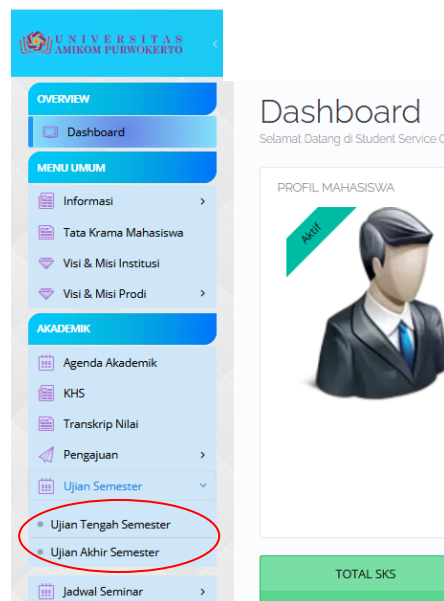 UNIVERSITAS
AMIKOM PURWOKERTO
OVERVIEW
Dashboard
MENU UMUM
Informasi
Tata Krama Mahasiswa
Visi & Misi Institusi
Visi & Misi Prodi
AKADEMIK
Agenda Akademik
KHS
Transkrip Nilai
Pengajuan
Ujian Semester
Ujian Tengah Semester
Ujian Akhir Semester
Jadwal Seminar
Dashboard
Selamat Datang di Student Service C
PROFIL MAHASISWA
Aktif
TOTAL SKS